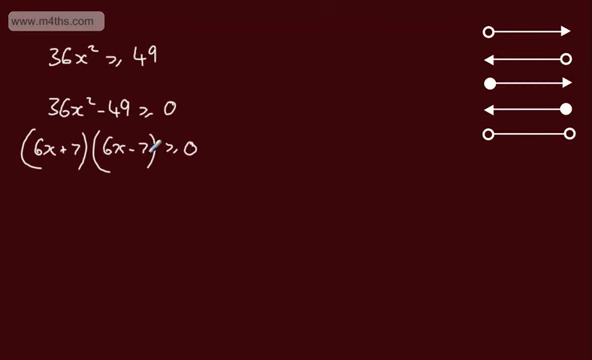 www.m4ths.com
36x² ≥ 49
36x² - 49 ≥ 0
(6x + 7)(6x - 7) ≥ 0